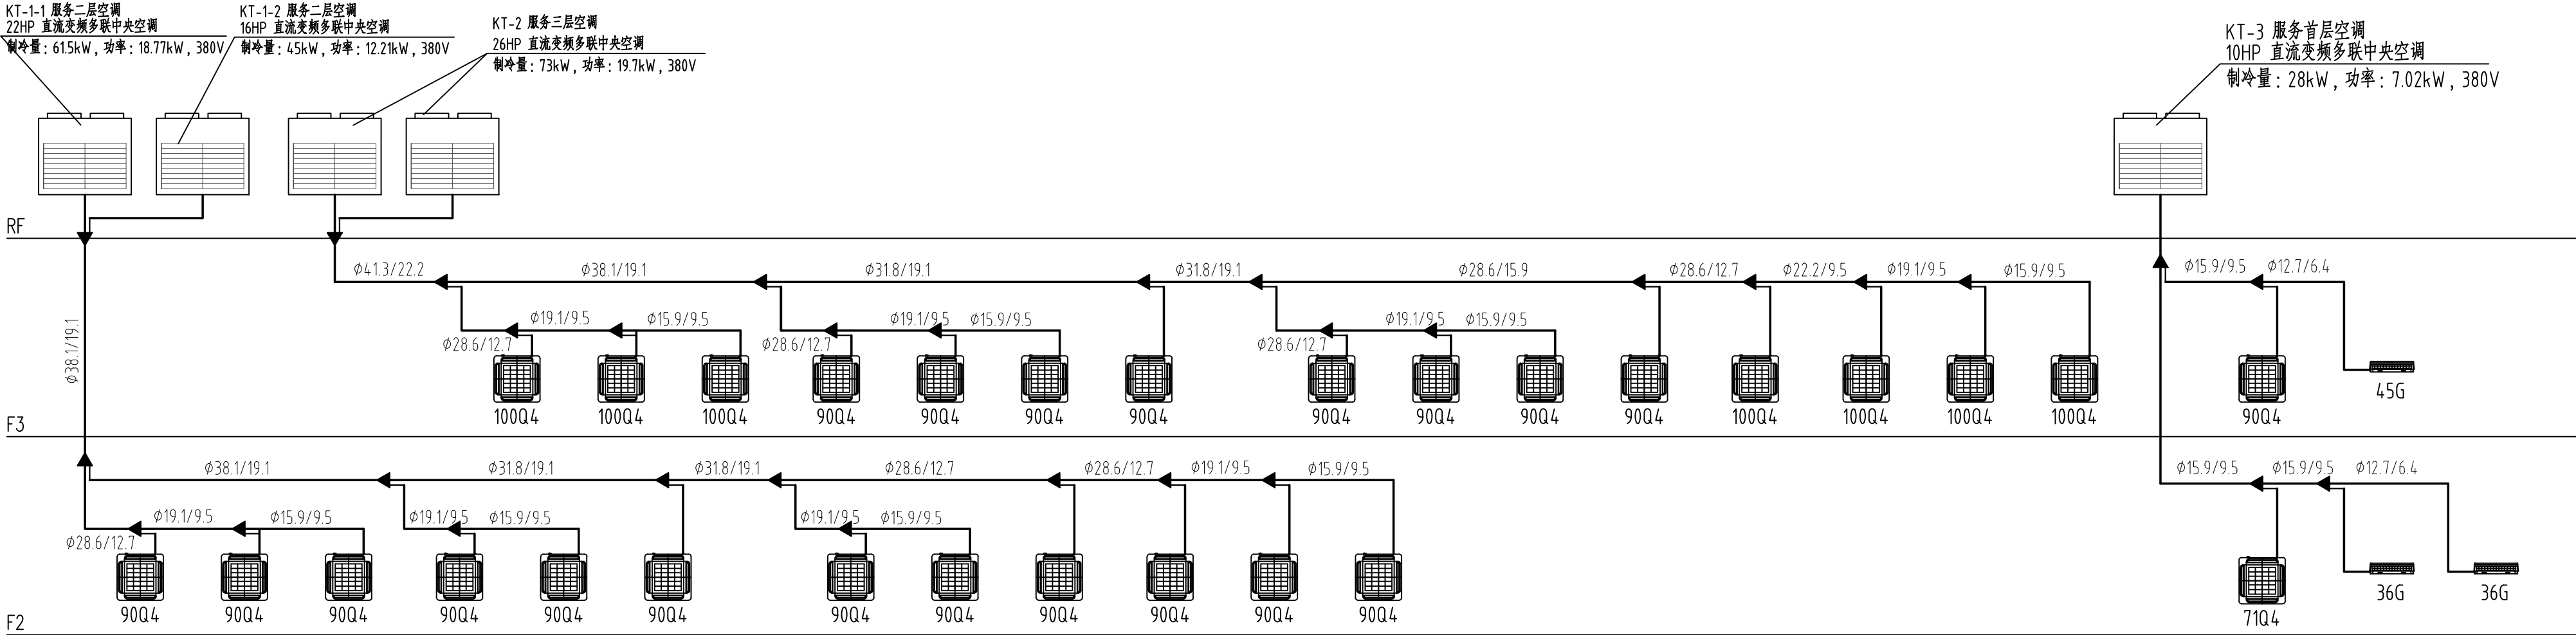 KT-1-1 服务二层空调
22HP 直流变频多联中央空调
制冷量：61.5kW，功率：18.77kW，380V
KT-1-2 服务二层空调
16HP 直流变频多联中央空调
制冷量：45kW，功率：12.21kW，380V
KT-2 服务三层空调
26HP 直流变频多联中央空调
制冷量：73kW，功率：19.7kW，380V
KT-3 服务首层空调
10HP 直流变频多联中央空调
制冷量：28kW，功率：7.02kW，380V
RF
ϕ41.3/22.2 ϕ38.1/19.1 ϕ31.8/19.1 ϕ31.8/19.1 ϕ28.6/15.9 ϕ28.6/12.7 ϕ22.2/9.5 ϕ19.1/9.5 ϕ15.9/9.5 ϕ15.9/9.5 ϕ12.7/6.4
ϕ19.1/9.5 ϕ15.9/9.5 ϕ19.1/9.5 ϕ15.9/9.5 ϕ19.1/9.5 ϕ15.9/9.5
ϕ28.6/12.7 ϕ28.6/12.7 ϕ28.6/12.7
ϕ38.1/19.1
45G
100Q4 100Q4 100Q4 90Q4 90Q4 90Q4 90Q4 90Q4 90Q4 90Q4 90Q4 100Q4 100Q4 100Q4 100Q4 90Q4
F3
ϕ38.1/19.1 ϕ31.8/19.1 ϕ31.8/19.1 ϕ28.6/12.7 ϕ28.6/12.7 ϕ19.1/9.5 ϕ15.9/9.5 ϕ15.9/9.5 ϕ15.9/9.5 ϕ12.7/6.4
ϕ19.1/9.5 ϕ15.9/9.5 ϕ19.1/9.5 ϕ15.9/9.5 ϕ19.1/9.5 ϕ15.9/9.5
ϕ28.6/12.7
36G 36G
90Q4 90Q4 90Q4 90Q4 90Q4 90Q4 90Q4 90Q4 90Q4 90Q4 90Q4 90Q4 71Q4
F2